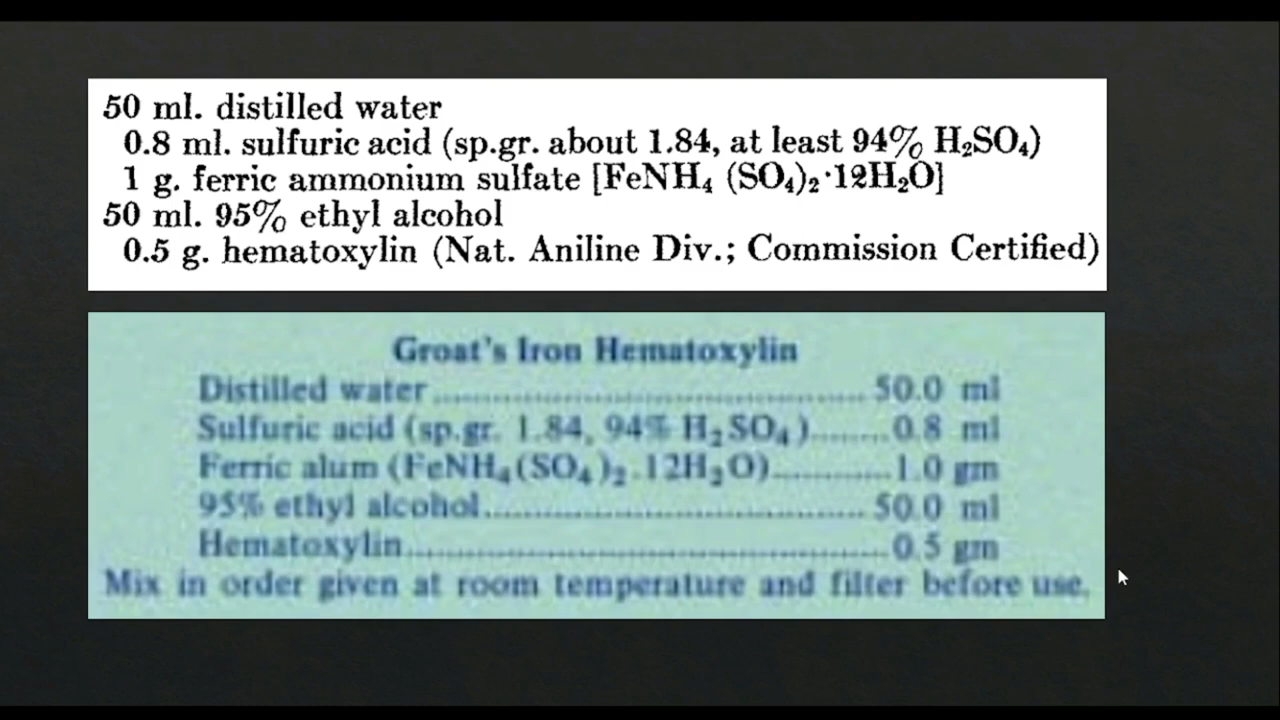 50 ml. distilled water
0.8 ml. sulfuric acid (sp.gr. about 1.84, at least 94% H₂SO₄)
1 g. ferric ammonium sulfate [FeNH₄ (SO₄)₂·12H₂O]
50 ml. 95% ethyl alcohol
0.5 g. hematoxylin (Nat. Aniline Div.; Commission Certified)
Groat's Iron Hematoxylin
Distilled water........................................................50.0 ml
Sulfuric acid (sp.gr. 1.84, 94% H₂SO₄)........0.8 ml
Ferric alum (FeNH₄(SO₄)₂.12H₂O).............1.0 gm
95% ethyl alcohol.................................................50.0 ml
Hematoxylin..........................................................0.5 gm
Mix in order given at room temperature and filter before use.